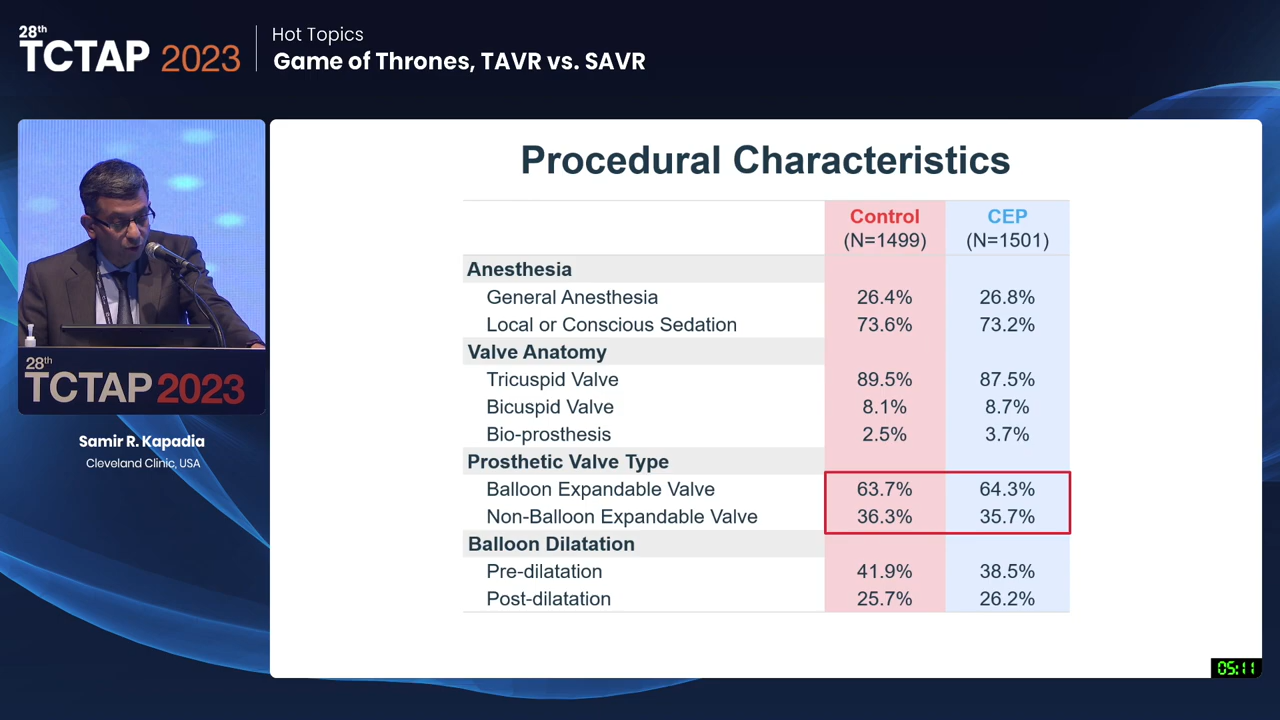 28th
TCTAP 2023
Hot Topics
Game of Thrones, TAVR vs. SAVR
28th
TCTAP 2023
Samir R. Kapadia
Cleveland Clinic, USA
Procedural Characteristics
Control CEP
(N=1499) (N=1501)
Anesthesia
General Anesthesia 26.4% 26.8%
Local or Conscious Sedation 73.6% 73.2%
Valve Anatomy
Tricuspid Valve 89.5% 87.5%
Bicuspid Valve 8.1% 8.7%
Bio-prosthesis 2.5% 3.7%
Prosthetic Valve Type
Balloon Expandable Valve 63.7% 64.3%
Non-Balloon Expandable Valve 36.3% 35.7%
Balloon Dilatation
Pre-dilatation 41.9% 38.5%
Post-dilatation 25.7% 26.2%
05:11